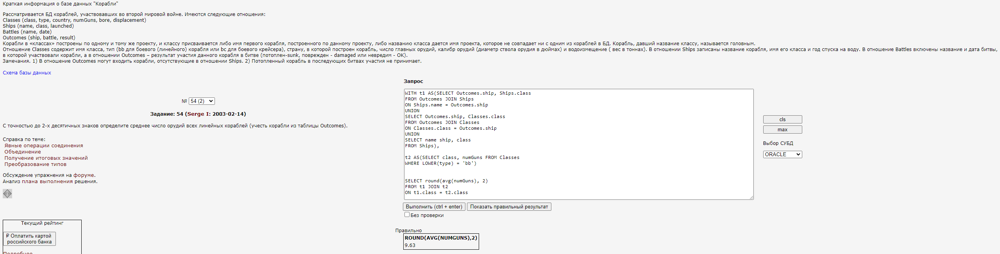 Краткая информация о базе данных "Корабли"
Рассматривается БД кораблей, участвовавших во второй мировой войне. Имеются следующие отношения:
Classes (class, type, country, numGuns, bore, displacement)
Ships (name, class, launched)
Battles (name, date)
Outcomes (ship, battle, result)
Корабли в «классах» построены по одному и тому же проекту, и классу присваивается либо имя первого корабля, построенного по данному проекту, либо названию класса дается имя проекта, которое не совпадает ни с одним из кораблей в БД. Корабль, давший название классу, называется головным.
Отношение Classes содержит имя класса, тип (bb для боевого (линейного) корабля или bc для боевого крейсера), страну, в которой построен корабль, число главных орудий, калибр орудий (диаметр ствола орудия в дюймах) и водоизмещение ( вес в тоннах). В отношении Ships записаны название корабля, имя его класса и год спуска на воду. В отношение Battles включены название и дата битвы,
в которой участвовали корабли, а в отношении Outcomes – результат участия данного корабля в битве (потоплен-sunk, поврежден - damaged или невредим - OK).
Замечания. 1) В отношение Outcomes могут входить корабли, отсутствующие в отношении Ships. 2) Потопленный корабль в последующих битвах участия не принимает.
Схема базы данных
№ 54 (2)
Задание: 54 (Serge I: 2003-02-14)
С точностью до 2-х десятичных знаков определите среднее число орудий всех линейных кораблей (учесть корабли из таблицы Outcomes).
Справка по теме:
Явные операции соединения
Объединение
Получение итоговых значений
Преобразование типов
Обсуждение упражнения на форуме.
Анализ плана выполнения решения.
Текущий рейтинг
₽ Оплатить картой
российского банка
Подробнее
Запрос
WITH t1 AS(SELECT Outcomes.ship, Ships.class
FROM Outcomes JOIN Ships
ON Ships.name = Outcomes.ship
UNION
SELECT Outcomes.ship, Classes.class
FROM Outcomes JOIN Classes
ON Classes.class = Outcomes.ship
UNION
SELECT name ship, class
FROM Ships),
t2 AS(SELECT class, numGuns FROM Classes
WHERE LOWER(type) = 'bb')
SELECT round(avg(numGuns), 2)
FROM t1 JOIN t2
ON t1.class = t2.class
Выполнить (ctrl + enter) Показать правильный результат
Без проверки
Правильно
ROUND(AVG(NUMGUNS),2)
9.63
cls
max
Выбор СУБД
ORACLE